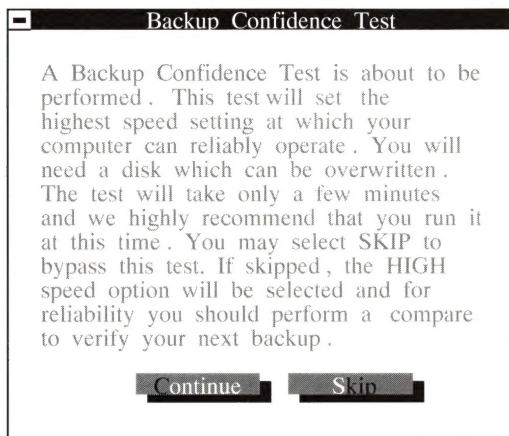 Backup Confidence Test
A Backup Confidence Test is about to be
performed . This test will set the
highest speed setting at which your
computer can reliably operate . You will
need a disk which can be overwritten .
The test will take only a few minutes
and we highly recommend that you run it
at this time . You may select SKIP to
bypass this test. If skipped , the HIGH
speed option will be selected and for
reliability you should perform a compare
to verify your next backup .
Continue Skip